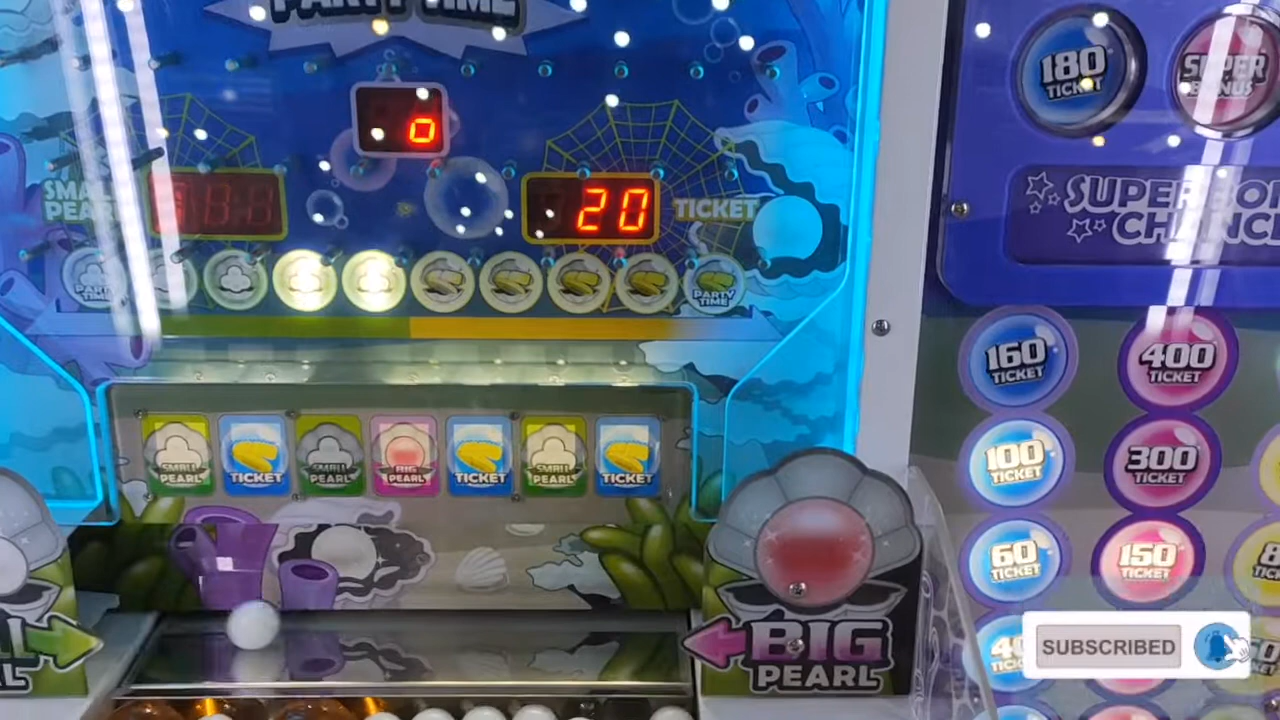 PARTY TIME
0
20
SMALL
PEARL
TICKET
PARTY
TIME
PARTY
TIME
SMALL
PEARL
TICKET
SMALL
PEARL
BIG
PEARL
TICKET
SMALL
PEARL
TICKET
BIG
PEARL
180
TICKET
SUPER
BONUS
SUPER
160
TICKET
400
TICKET
100
TICKET
300
TICKET
60
TICKET
150
TICKET
SUBSCRIBED